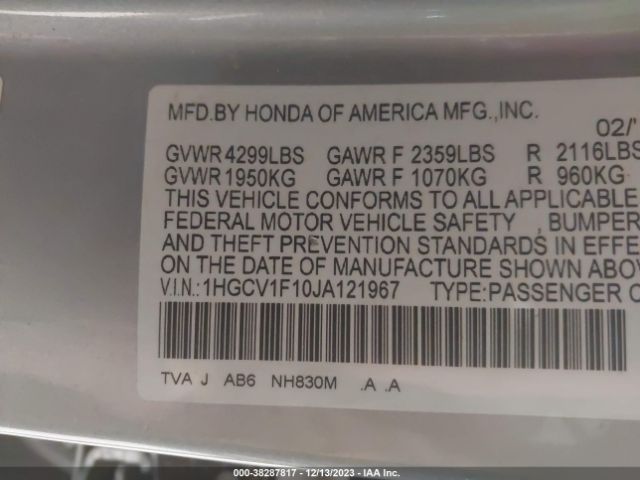 MFD.BY HONDA OF AMERICA MFG.,INC.
02/'
GVWR 4299LBS GAWR F 2359LBS R 2116LBS
GVWR 1950KG GAWR F 1070KG R 960KG
THIS VEHICLE CONFORMS TO ALL APPLICABLE
FEDERAL MOTOR VEHICLE SAFETY , BUMPER
AND THEFT PREVENTION STANDARDS IN EFFE
ON THE DATE OF MANUFACTURE SHOWN ABOV
V.I.N.: 1HGCV1F10JA121967 TYPE:PASSENGER C
TVA J AB6 NH830M .A .A
000-38287817 - 12/13/2023 - IAA Inc.